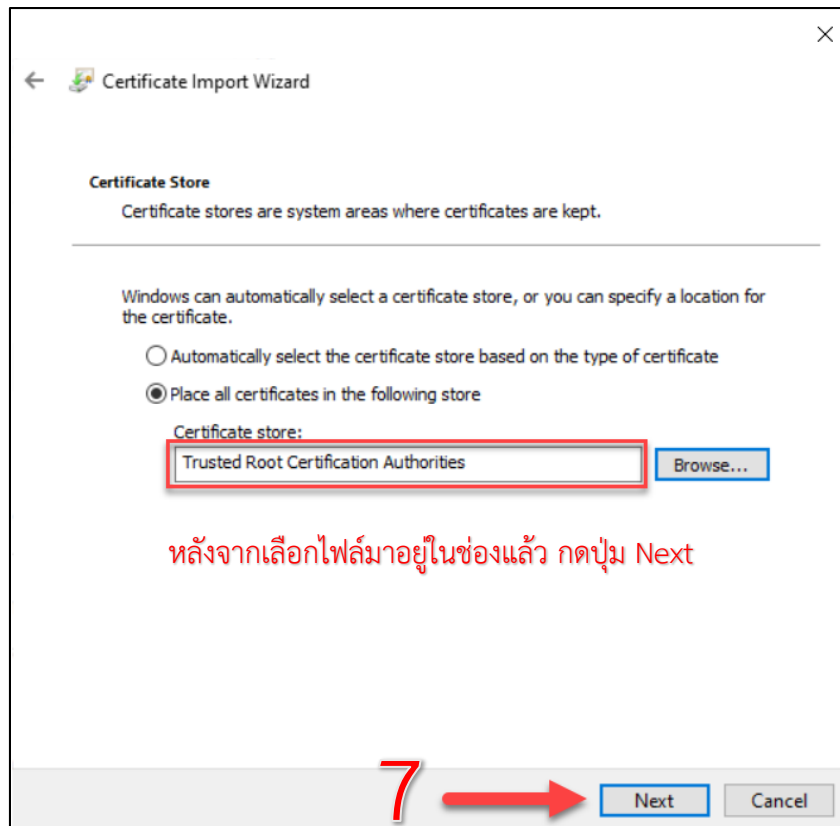 Certificate Import Wizard
Certificate Store
Certificate stores are system areas where certificates are kept.
Windows can automatically select a certificate store, or you can specify a location for
the certificate.
Automatically select the certificate store based on the type of certificate
Place all certificates in the following store
Certificate store:
Trusted Root Certification Authorities
Browse...
หลังจากเลือกไฟล์มาอยู่ในช่องแล้ว กดปุ่ม Next
7
Next
Cancel